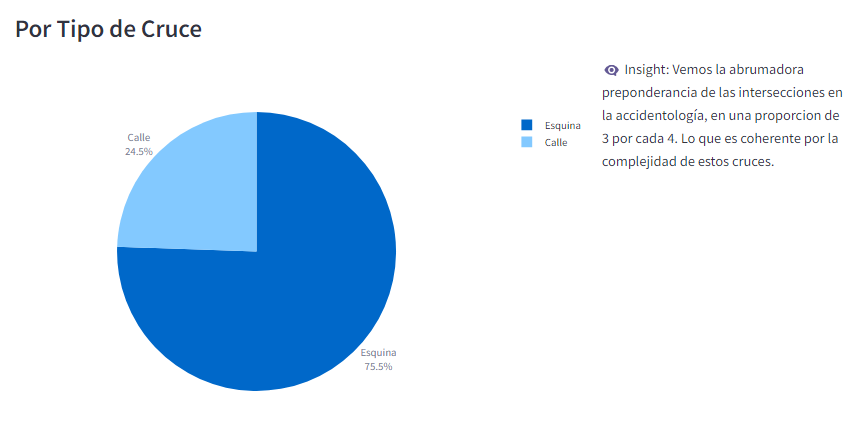 Por Tipo de Cruce
Calle
24.5%
Esquina
75.5%
Esquina
Calle
Insight: Vemos la abrumadora
preponderancia de las intersecciones en
la accidentología, en una proporcion de
3 por cada 4. Lo que es coherente por la
complejidad de estos cruces.